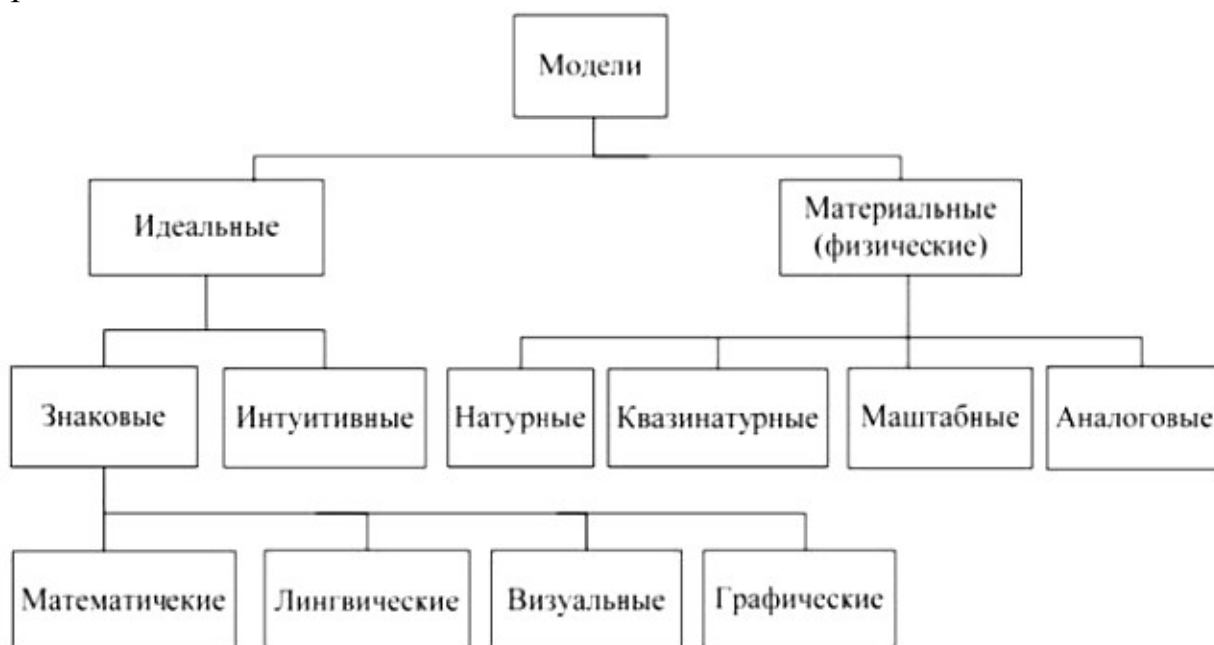 Модели
Идеальные
Материальные
(физические)
Знаковые
Интуитивные
Натурные
Квазинатурные
Маштабные
Аналоговые
Математичекие
Лингвические
Визуальные
Графические